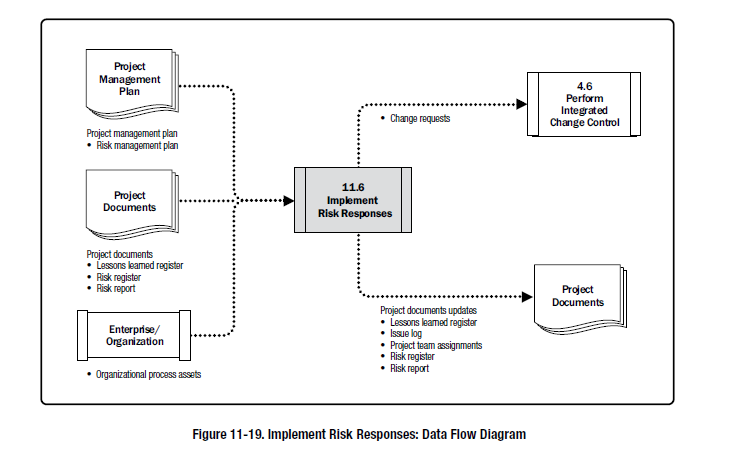 Project
Management
Plan
Project management plan
• Risk management plan
Project
Documents
Project documents
• Lessons learned register
• Risk register
• Risk report
Enterprise/
Organization
• Organizational process assets
11.6
Implement
Risk Responses
• Change requests
4.6
Perform
Integrated
Change Control
Project documents updates
• Lessons learned register
• Issue log
• Project team assignments
• Risk register
• Risk report
Project
Documents
Figure 11-19. Implement Risk Responses: Data Flow Diagram